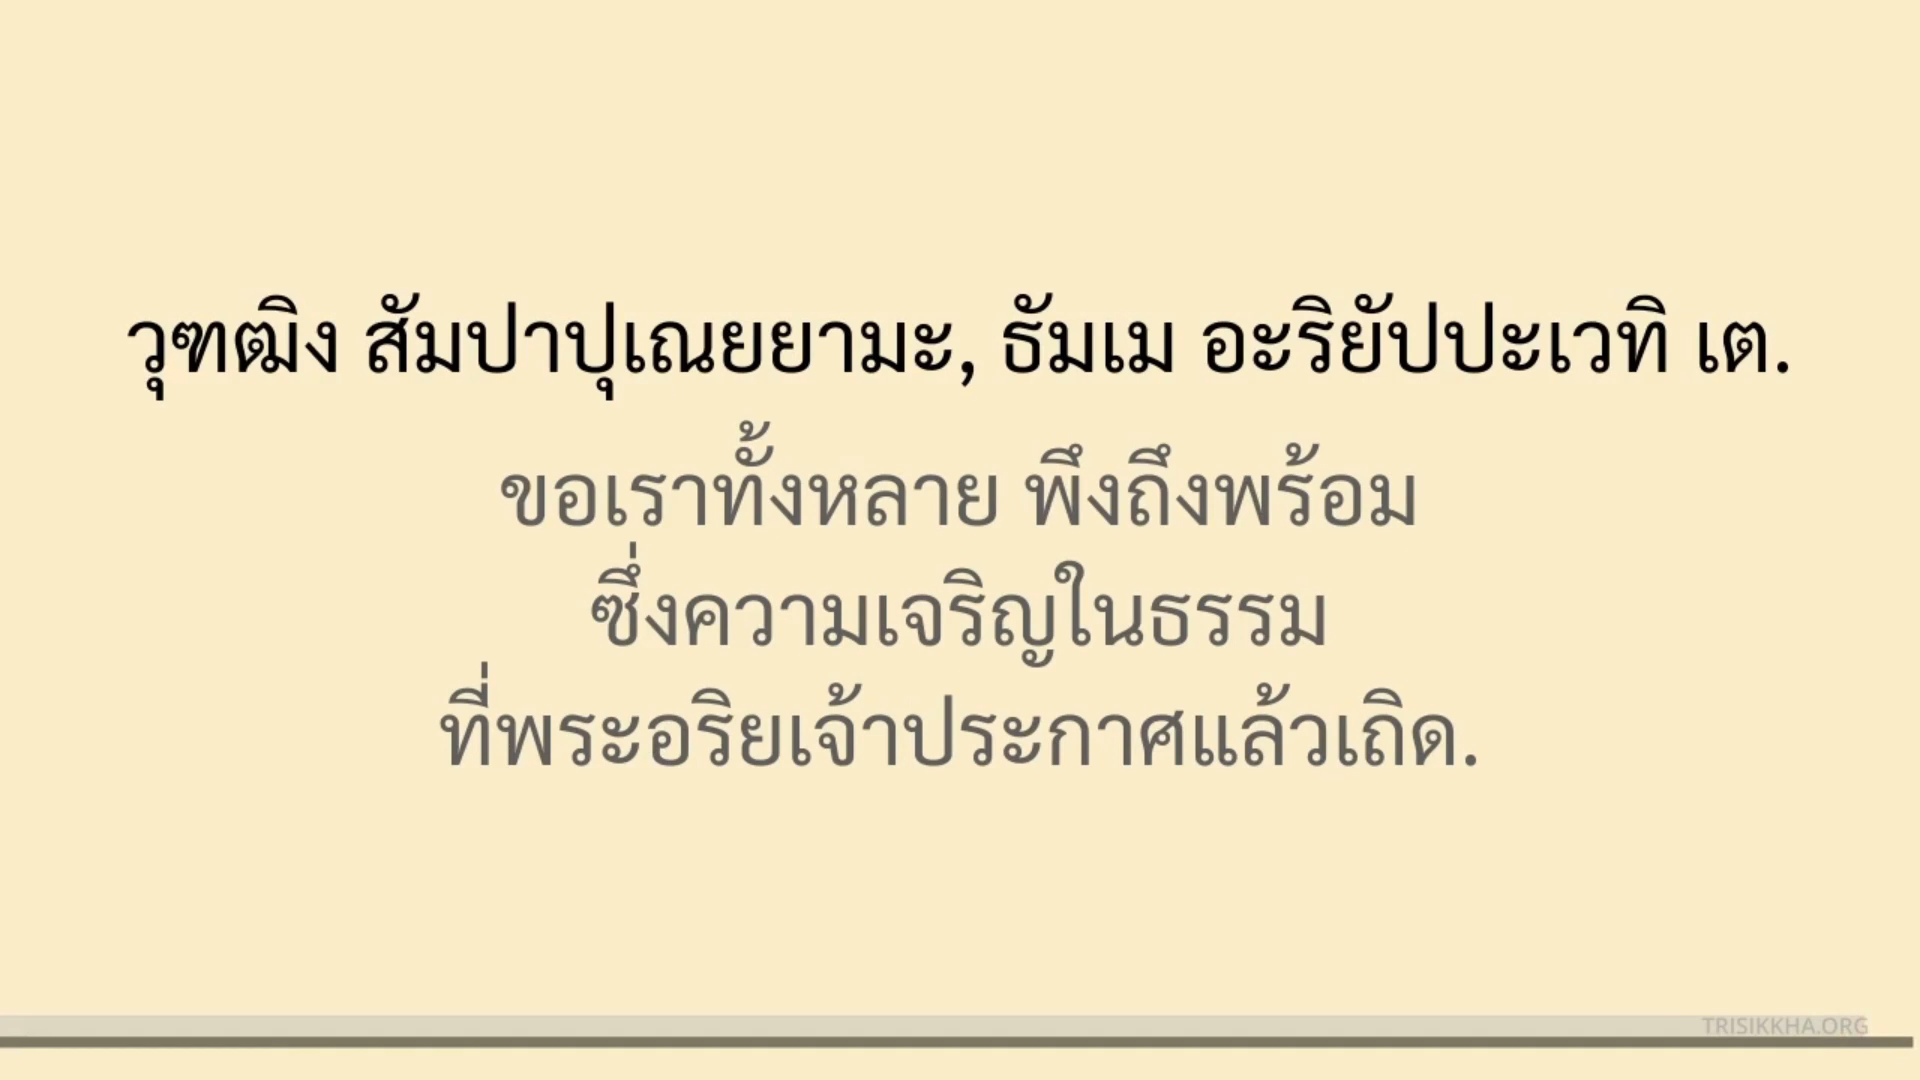 วุฑฒิง สัมปาปุเณยยามะ, ธัมเม อะริยัปปะเวทิ เต.
ขอเราทั้งหลาย พึงถึงพร้อม
ซึ่งความเจริญในธรรม
ที่พระอริยเจ้าประกาศแล้วเถิด.
TRISIKKHA.ORG